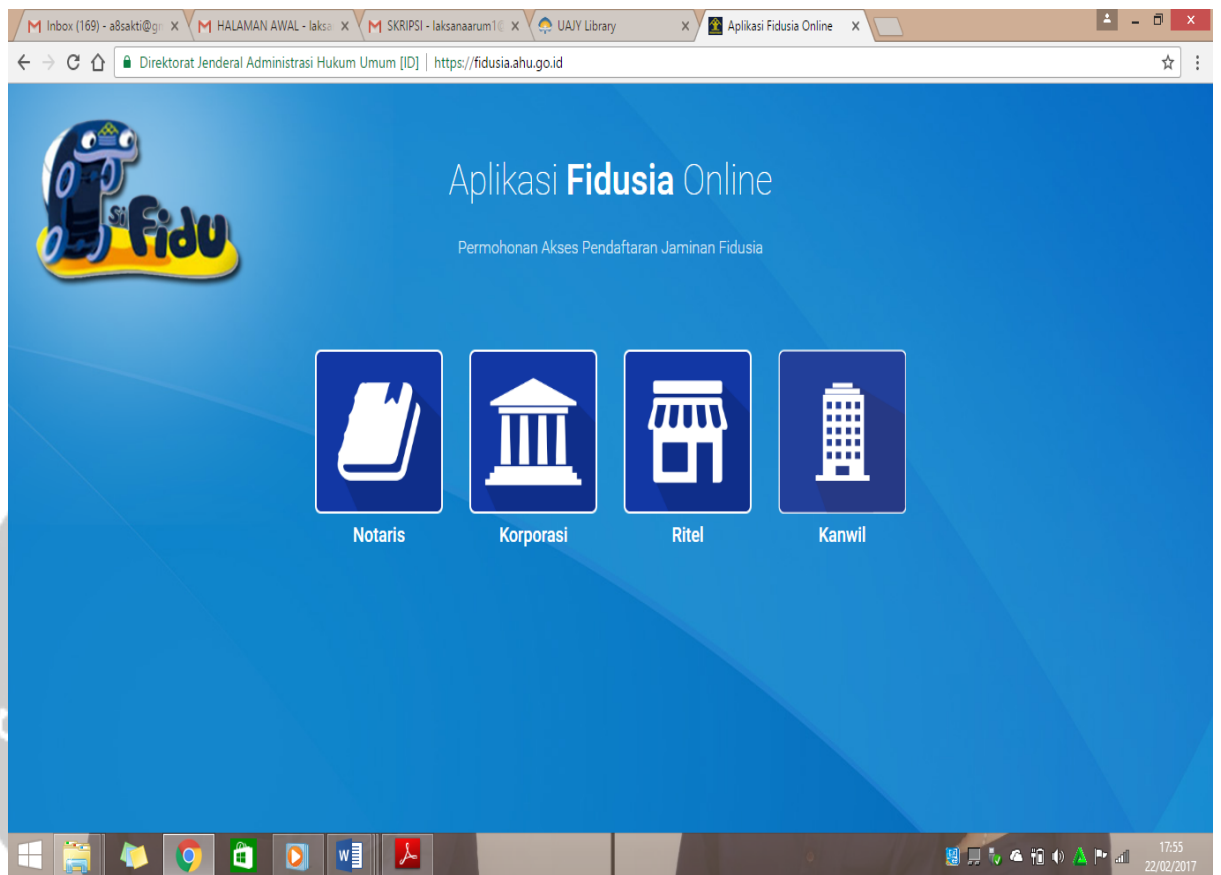 Inbox (169) - a8sakti@gr
HALAMAN AWAL - laksa
SKRIPSI - laksanaarum1@
UAJY Library
Aplikasi Fidusia Online
Direktorat Jenderal Administrasi Hukum Umum [ID] | https://fidusia.ahu.go.id
si Fidu
Aplikasi Fidusia Online
Permohonan Akses Pendaftaran Jaminan Fidusia
Notaris
Korporasi
Ritel
Kanwil
17:55
22/02/2017